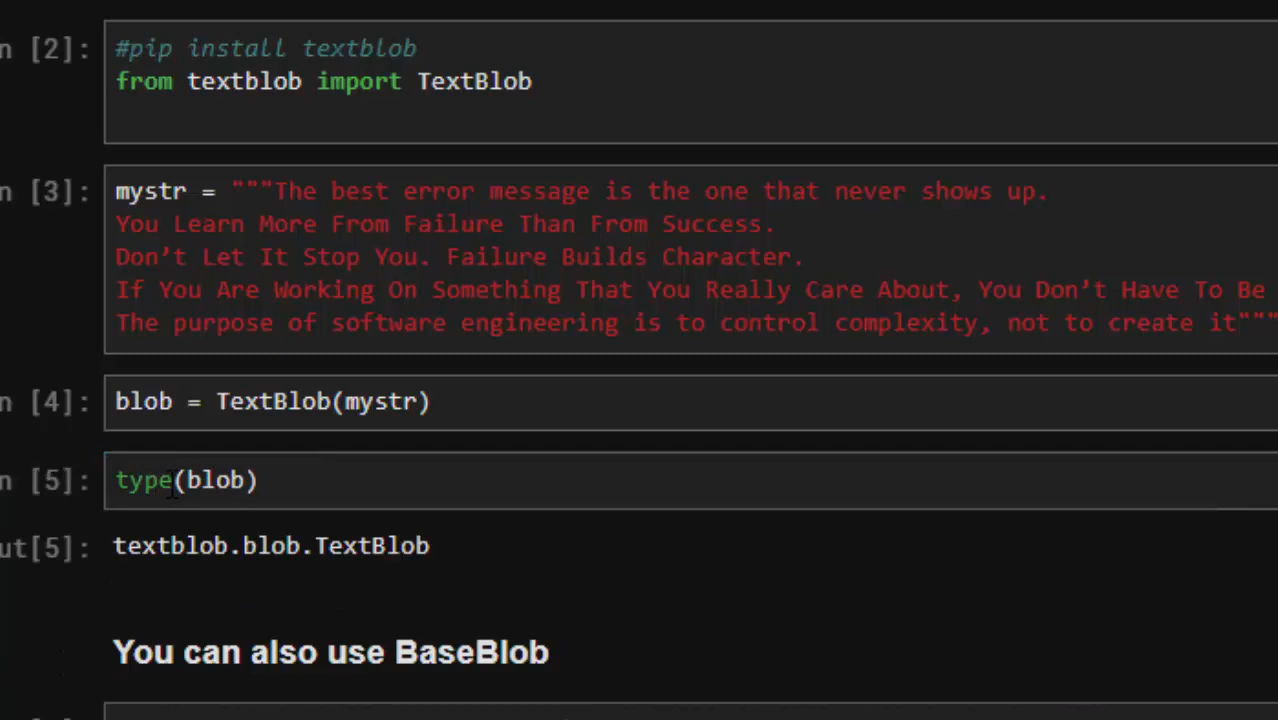 n [2]:
#pip install textblob
from textblob import TextBlob
n [3]:
mystr = """The best error message is the one that never shows up.
You Learn More From Failure Than From Success.
Don’t Let It Stop You. Failure Builds Character.
If You Are Working On Something That You Really Care About, You Don’t Have To Be
The purpose of software engineering is to control complexity, not to create it"""
n [4]:
blob = TextBlob(mystr)
n [5]:
type(blob)
ut[5]:
textblob.blob.TextBlob
You can also use BaseBlob